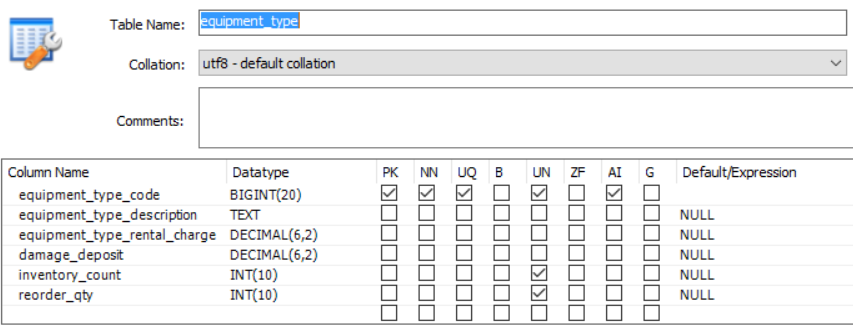 Table Name: equipment_type
Collation: utf8 - default collation
Comments:
Column Name Datatype PK NN UQ B UN ZF AI G Default/Expression
equipment_type_code BIGINT(20)
equipment_type_description TEXT NULL
equipment_type_rental_charge DECIMAL(6,2) NULL
damage_deposit DECIMAL(6,2) NULL
inventory_count INT(10) NULL
reorder_qty INT(10) NULL